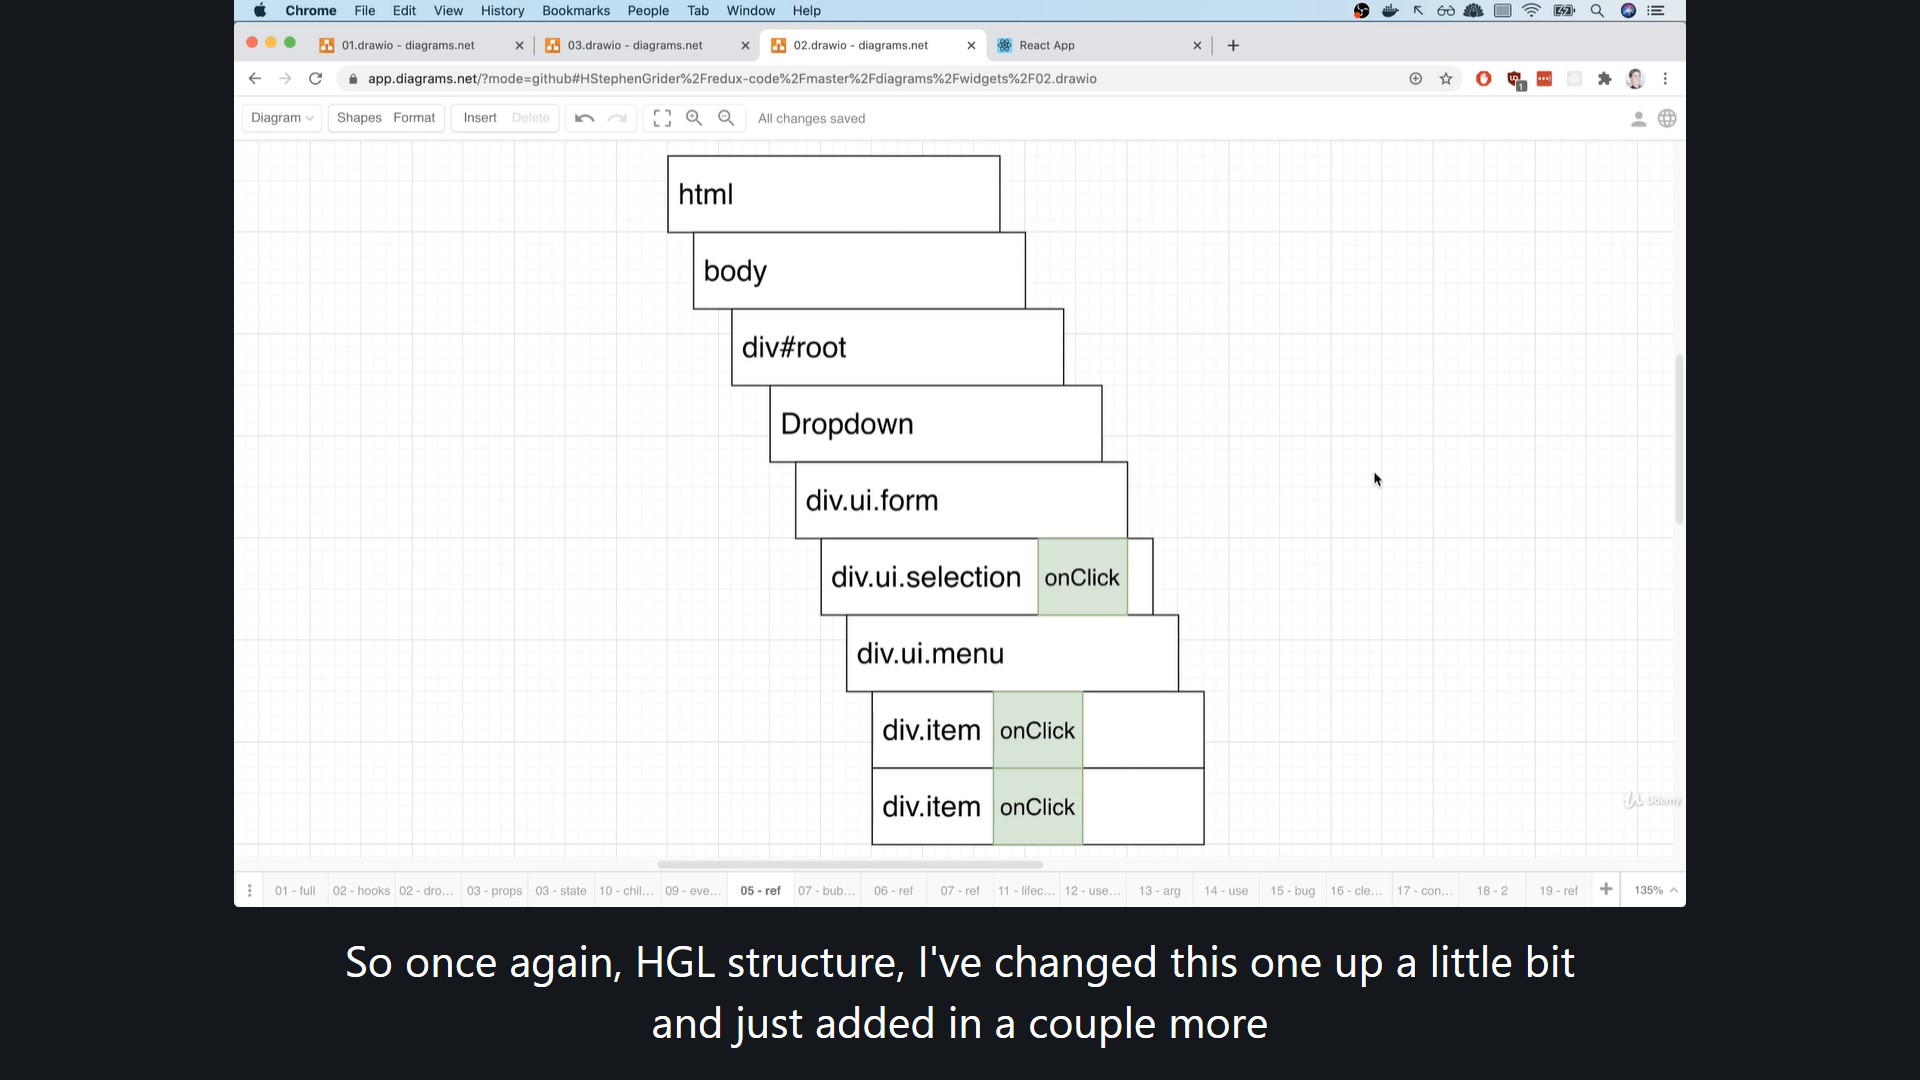 Chrome File Edit View History Bookmarks People Tab Window Help
01.drawio - diagrams.net 03.drawio - diagrams.net 02.drawio - diagrams.net React App
app.diagrams.net/?mode=github#HStephenGrider%2Fredux-code%2Fmaster%2Fdiagrams%2Fwidgets%2F02.drawio
1
Diagram Shapes Format Insert Delete All changes saved
html
body
div#root
Dropdown
div.ui.form
div.ui.selection onClick
div.ui.menu
div.item onClick
div.item onClick
Udemy
01 - full 02 - hooks 02 - dro... 03 - props 03 - state 10 - chil... 09 - eve... 05 - ref 07 - bub... 06 - ref 07 - ref 11 - lifec... 12 - use... 13 - arg 14 - use 15 - bug 16 - cle... 17 - con... 18 - 2 19 - ref 135%
So once again, HGL structure, I've changed this one up a little bit
and just added in a couple more